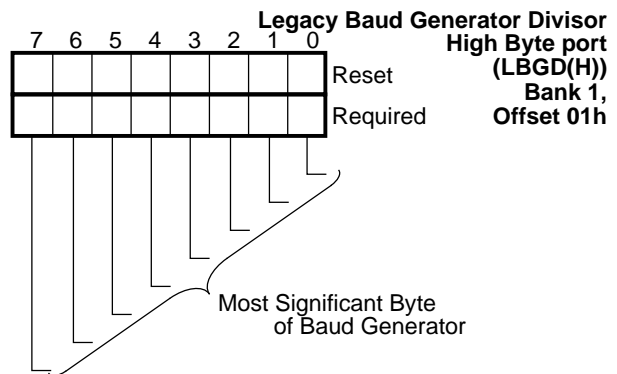 Legacy Baud Generator Divisor
High Byte port
(LBGD(H))
Bank 1,
Offset 01h
7 6 5 4 3 2 1 0
Reset
Required
Most Significant Byte
of Baud Generator